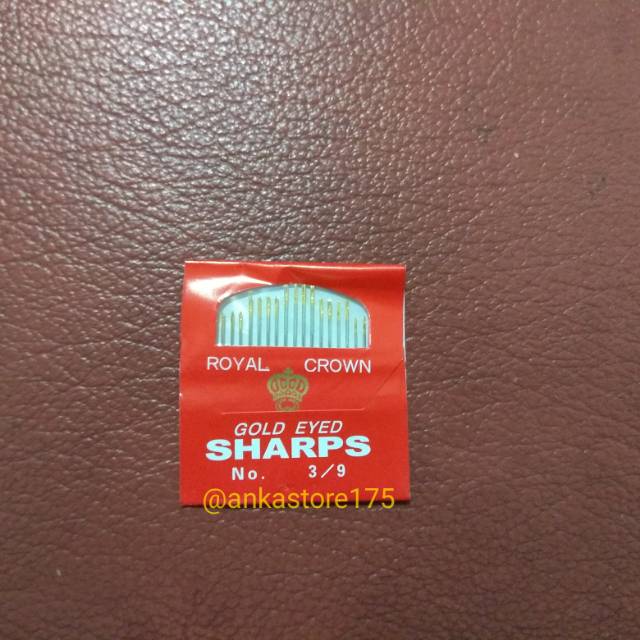 ROYAL CROWN
GOLD EYED
SHARPS
No. 3/9
@ankastore175